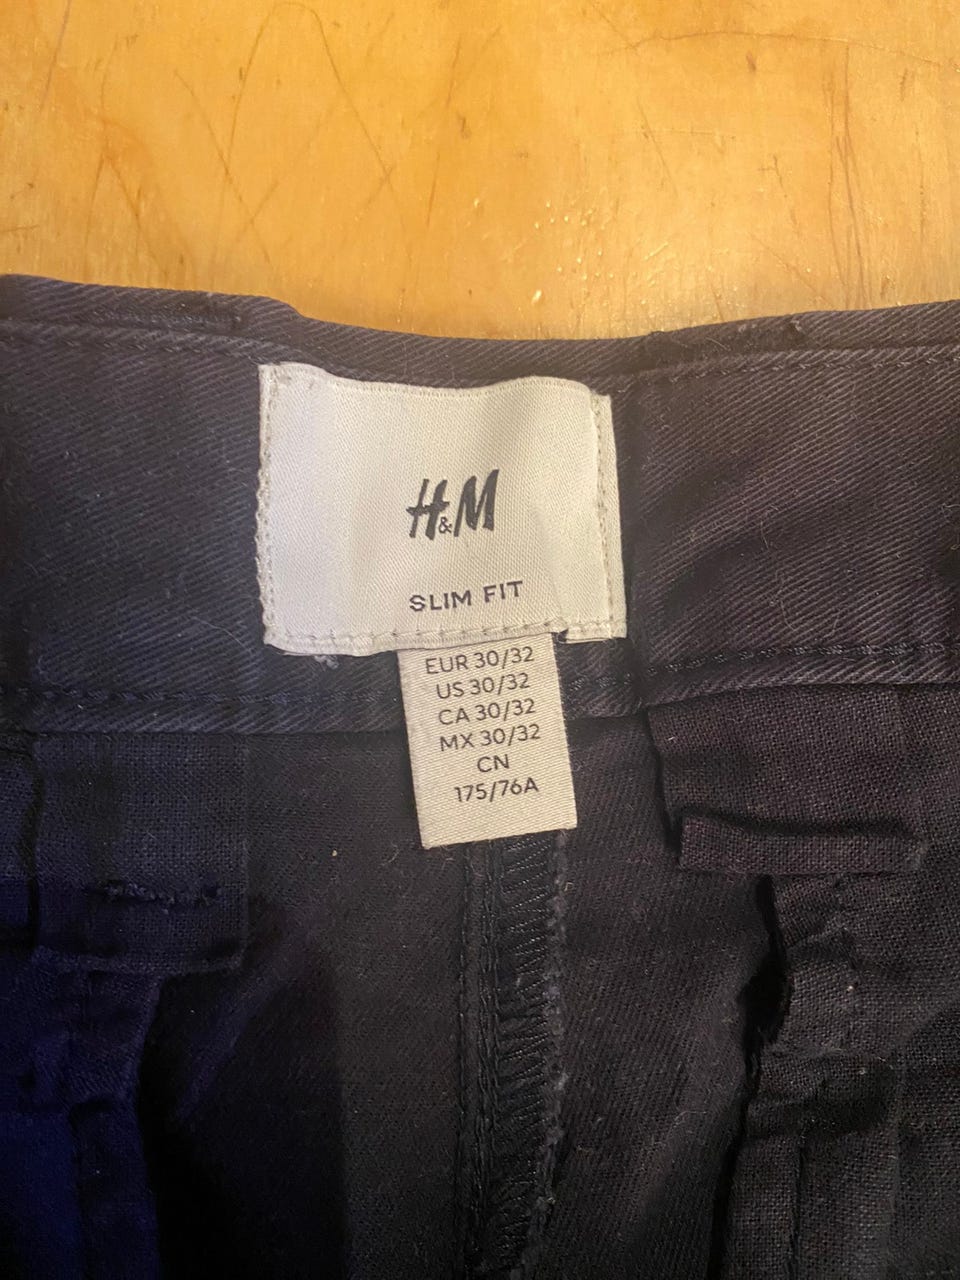 H&M
SLIM FIT
EUR 30/32
US 30/32
CA 30/32
MX 30/32
CN
175/76A